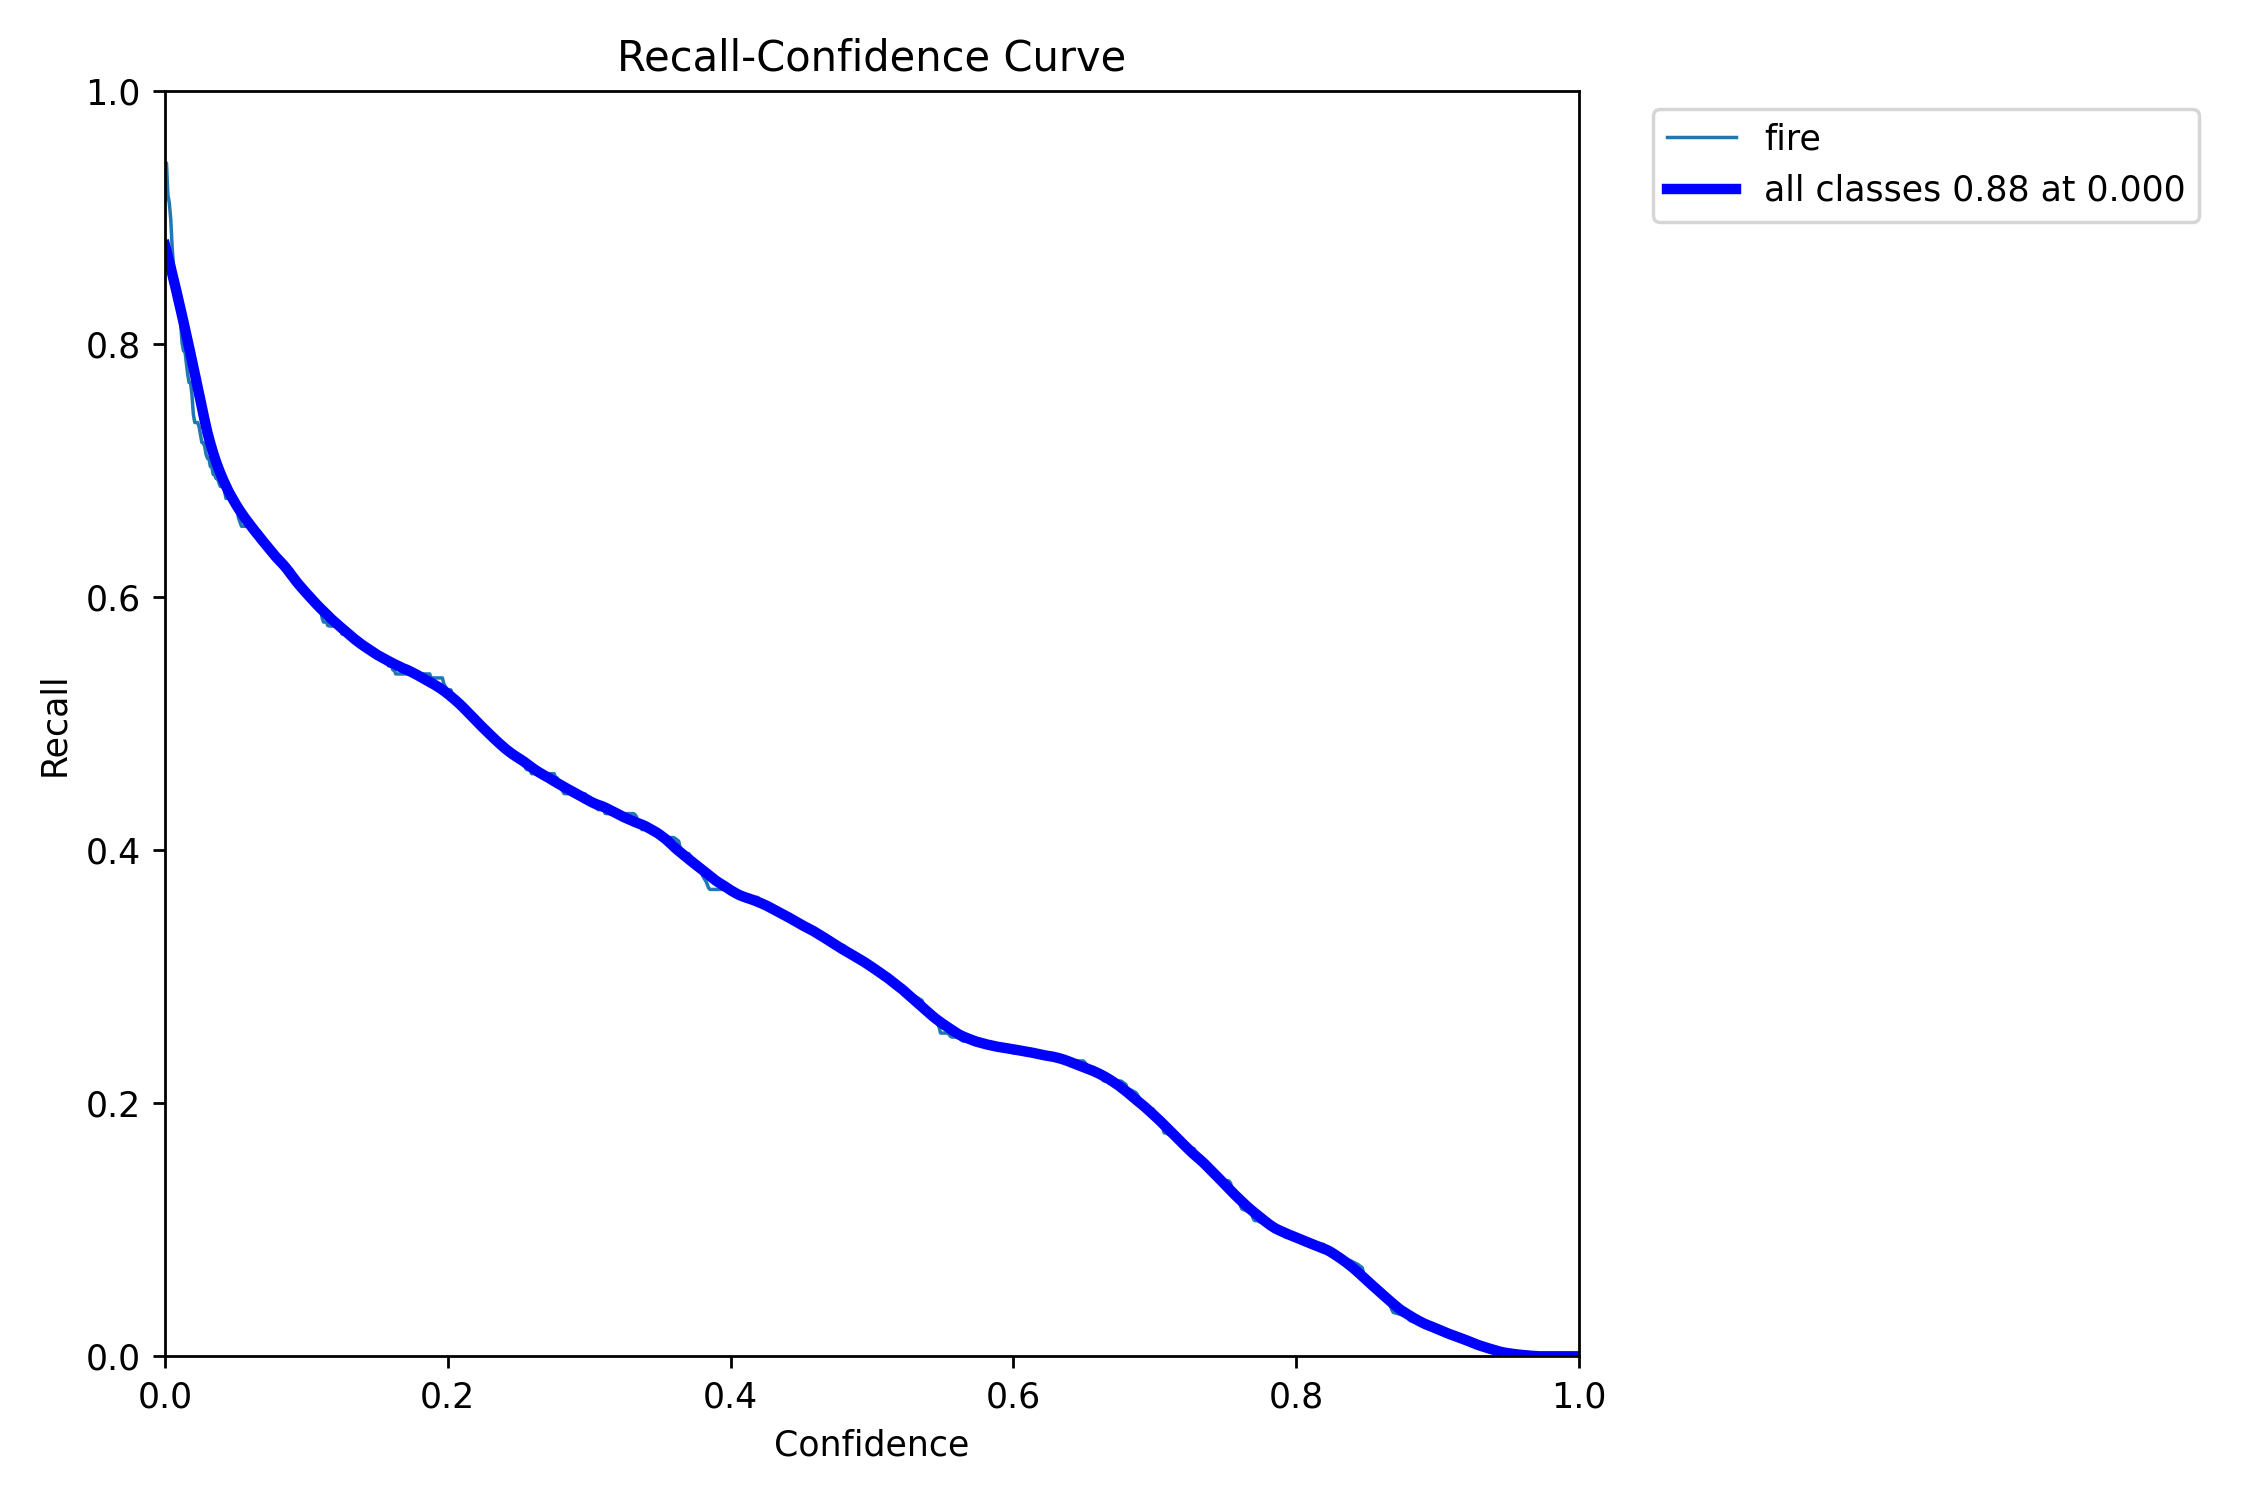 Recall-Confidence Curve
1.0
0.8
0.6
0.4
0.2
0.0
Recall
0.0 0.2 0.4 0.6 0.8 1.0
Confidence
fire
all classes 0.88 at 0.000